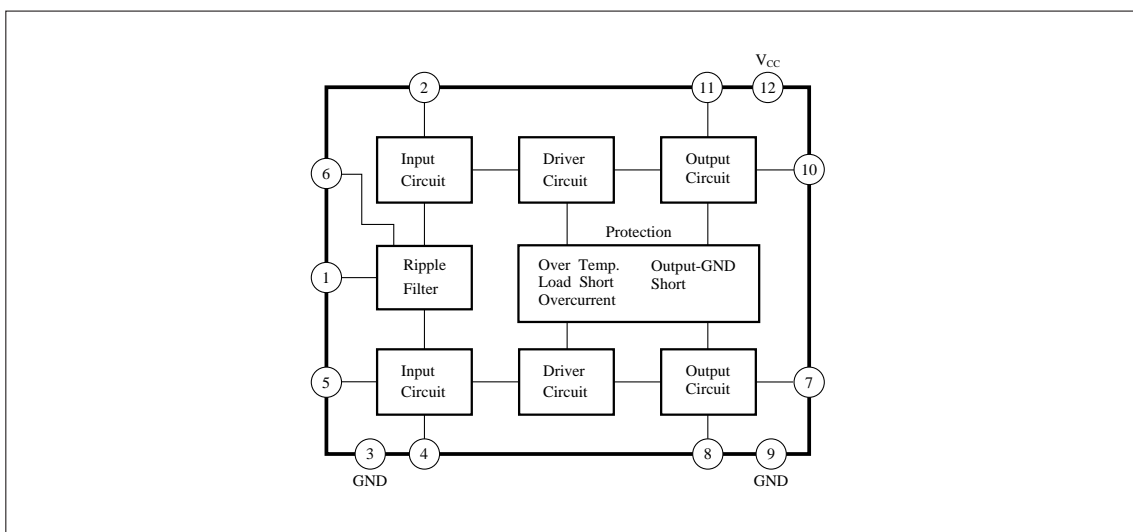 V_CC
2
11
12
Input
Circuit
Driver
Circuit
Output
Circuit
6
10
Protection
Ripple
Filter
Over Temp.
Load Short
Overcurrent
Output-GND
Short
1
Input
Circuit
Driver
Circuit
Output
Circuit
5
7
3
4
8
9
GND
GND